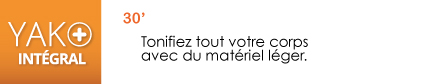 YAKO
INTÉGRAL
30’
Tonifiez tout votre corps
avec du matériel léger.